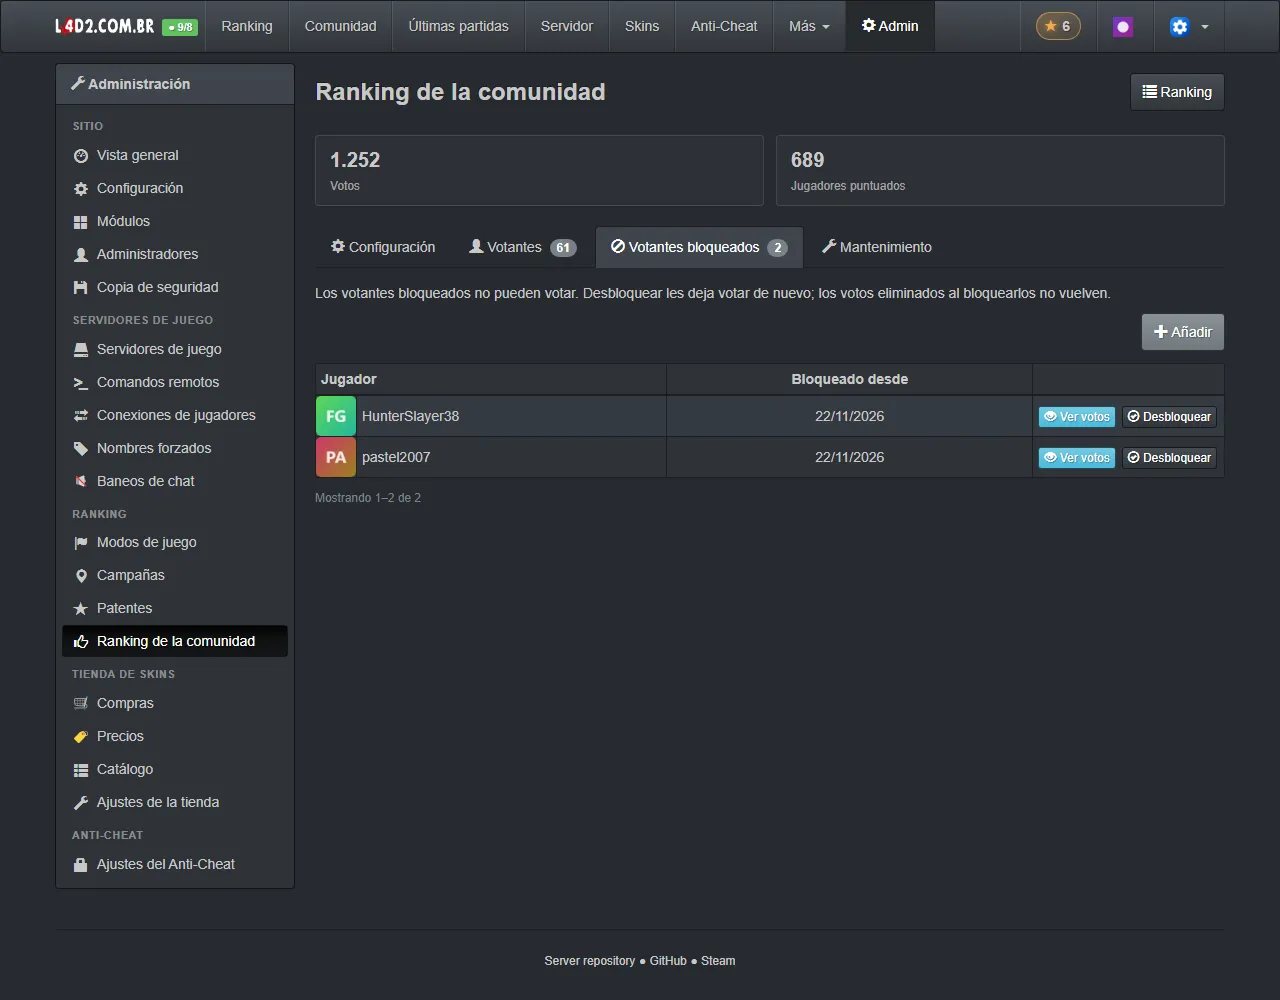 L4D2.COM.BR 9/8 Ranking Comunidad Últimas partidas Servidor Skins Anti-Cheat Más Admin 6
Administración
SITIO
Vista general
Configuración
Módulos
Administradores
Copia de seguridad
SERVIDORES DE JUEGO
Servidores de juego
Comandos remotos
Conexiones de jugadores
Nombres forzados
Baneos de chat
RANKING
Modos de juego
Campañas
Patentes
Ranking de la comunidad
TIENDA DE SKINS
Compras
Precios
Catálogo
Ajustes de la tienda
ANTI-CHEAT
Ajustes del Anti-Cheat
Ranking de la comunidad
Ranking
1.252
Votos
689
Jugadores puntuados
Configuración Votantes 61 Votantes bloqueados 2 Mantenimiento
Los votantes bloqueados no pueden votar. Desbloquear les deja votar de nuevo; los votos eliminados al bloquearlos no vuelven.
Añadir
Jugador Bloqueado desde
FG HunterSlayer38 22/11/2026 Ver votos Desbloquear
PA pastel2007 22/11/2026 Ver votos Desbloquear
Mostrando 1–2 de 2
Server repository ● GitHub ● Steam